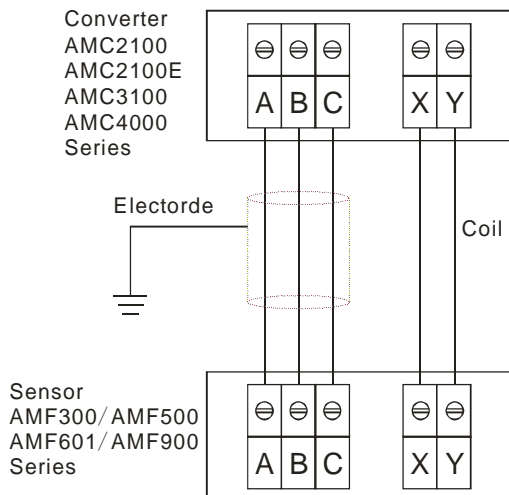 Converter
AMC2100
AMC2100E
AMC3100
AMC4000
Series
A B C X Y
Electorde
Coil
Sensor
AMF300/AMF500
AMF601/AMF900
Series
A B C X Y